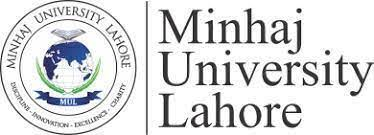 MINHAJ UNIVERSITY LAHORE
MUL
DISCIPLINE - INNOVATION - EXCELLENCE - CHARITY
Minhaj
University
Lahore